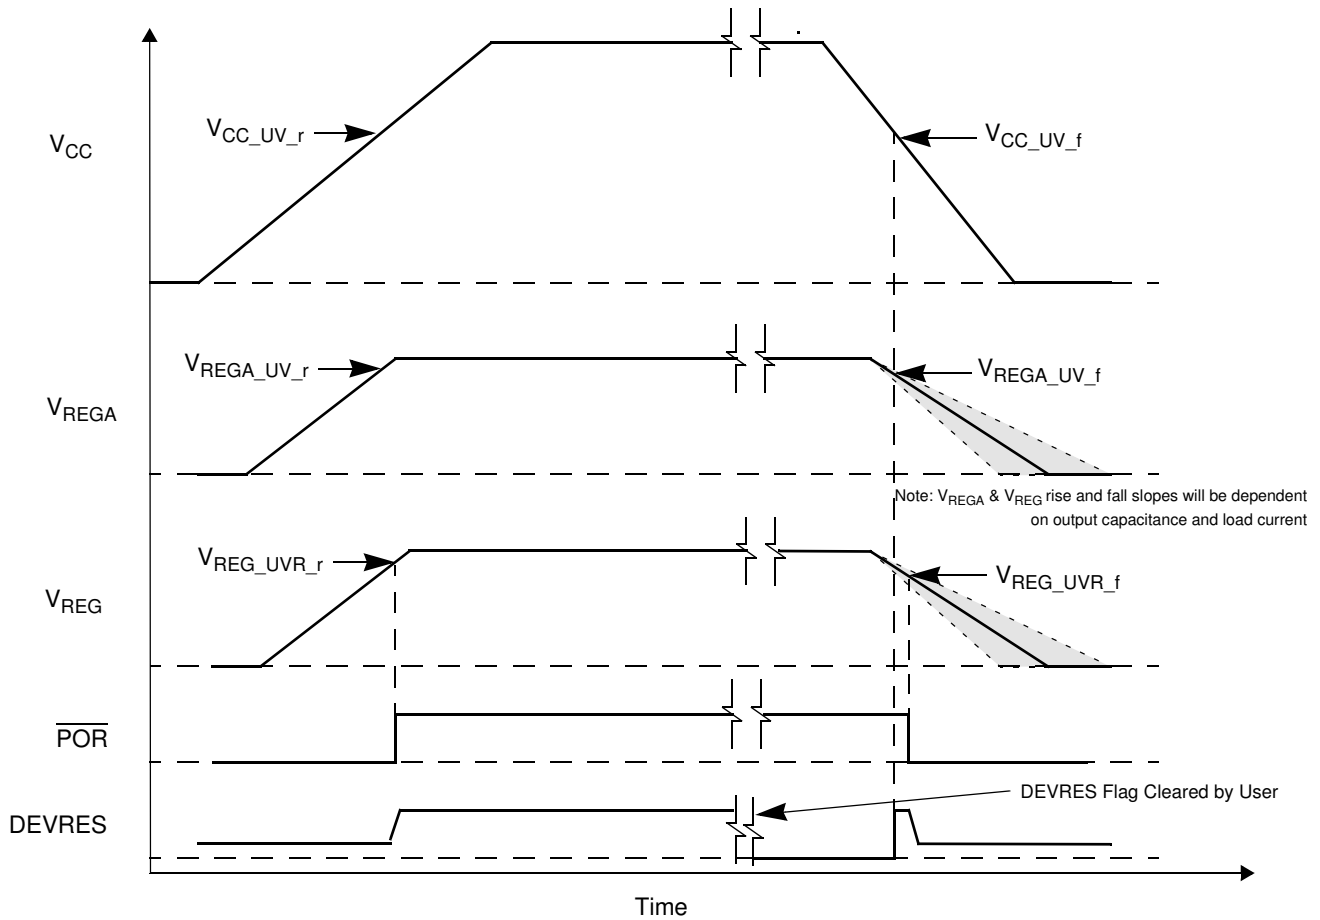 V_CC_UV_r
V_CC_UV_f
V_CC
V_REGA_UV_r
V_REGA_UV_f
V_REGA
Note: V_REGA & V_REG rise and fall slopes will be dependent
on output capacitance and load current
V_REG_UVR_r
V_REG_UVR_f
V_REG
P̅O̅R̅
DEVRES Flag Cleared by User
DEVRES
Time